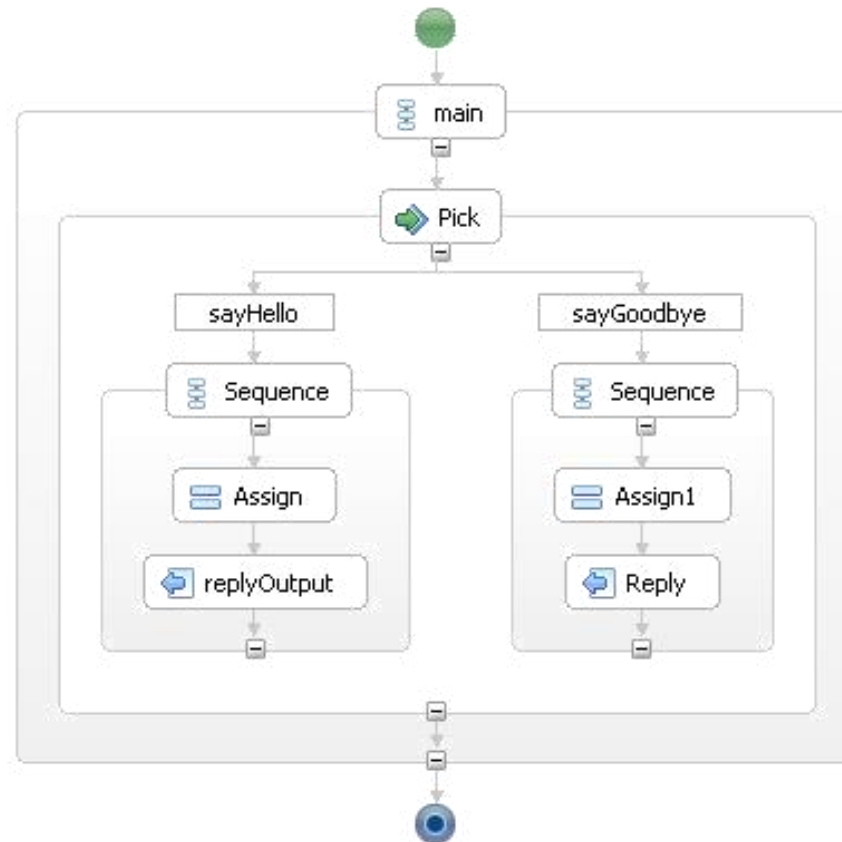 main
Pick
sayHello
sayGoodbye
Sequence
Sequence
Assign
Assign1
replyOutput
Reply